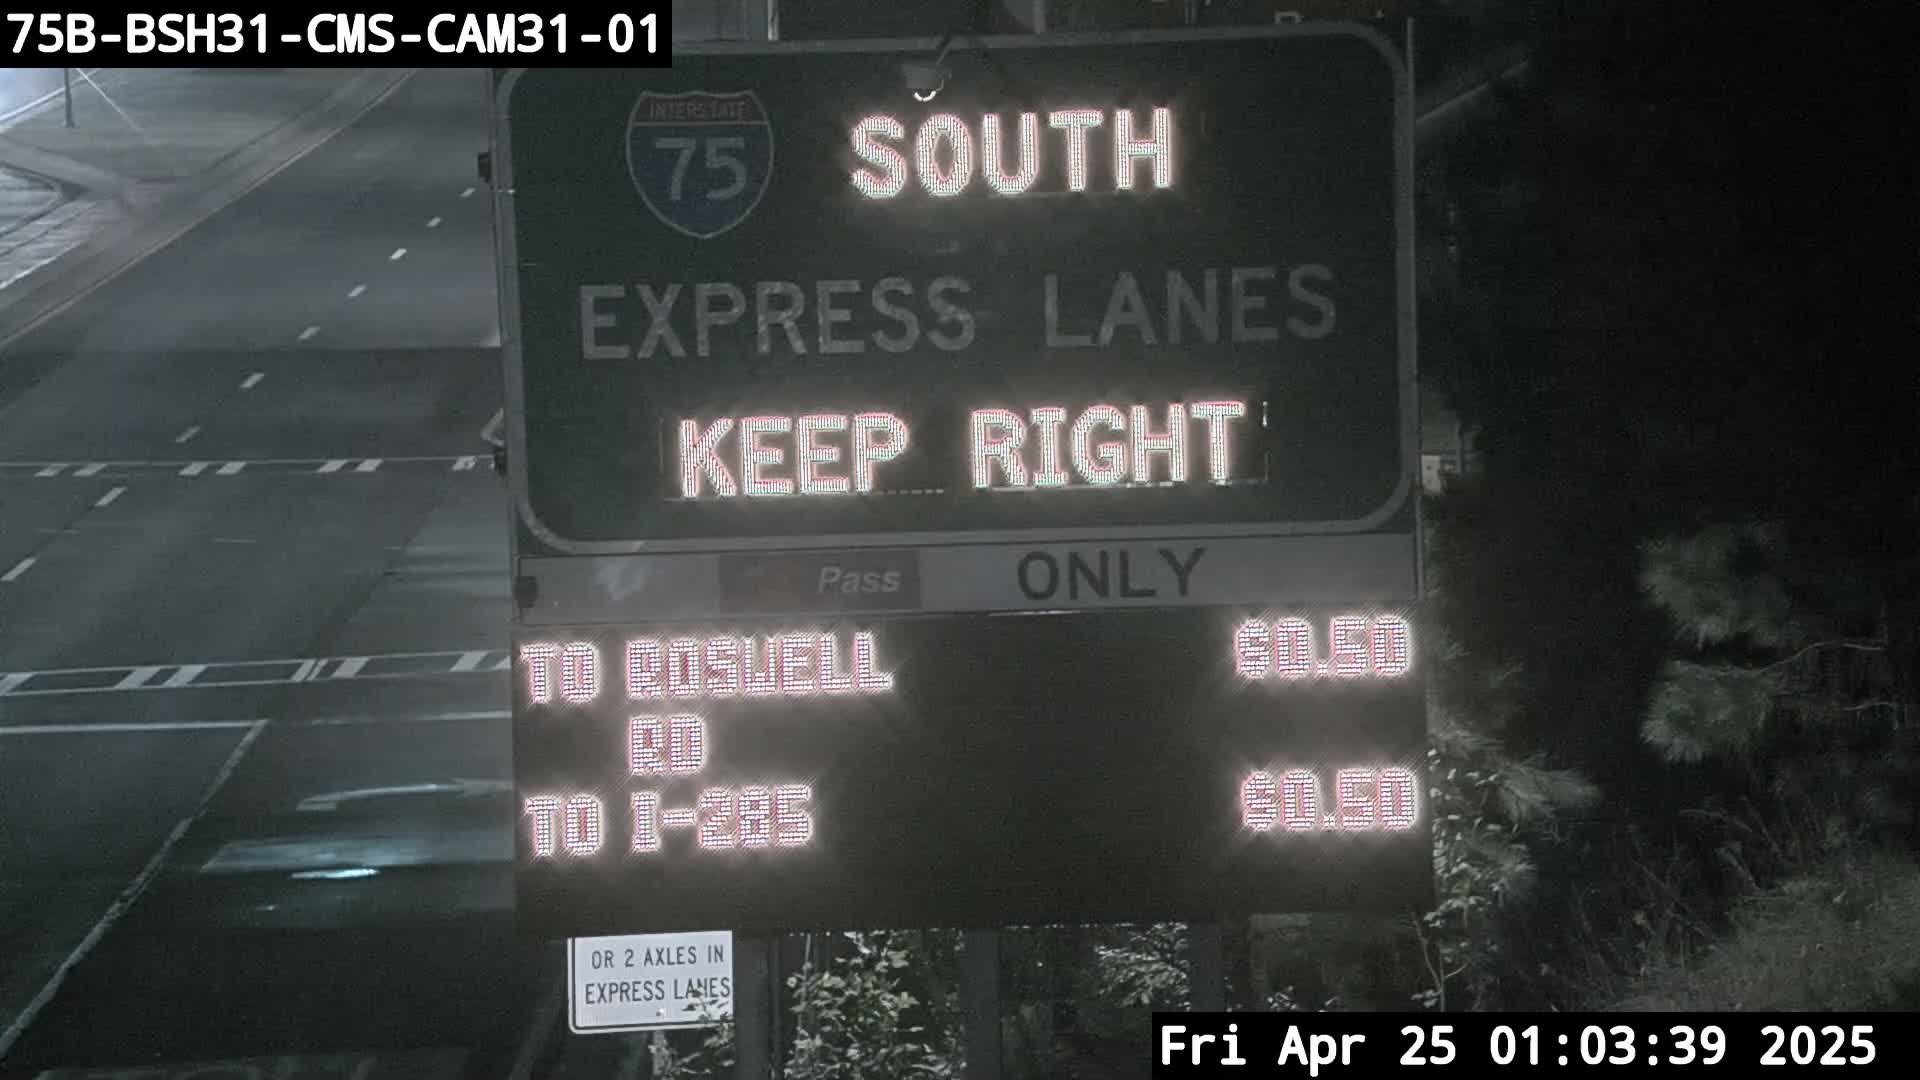 75B-BSH31-CMS-CAM31-01
INTERSTATE
75
SOUTH
EXPRESS LANES
KEEP RIGHT
Pass ONLY
TO ROSWELL $0.50
RD
TO I-285 $0.50
OR 2 AXLES IN
EXPRESS LANES
Fri Apr 25 01:03:39 2025